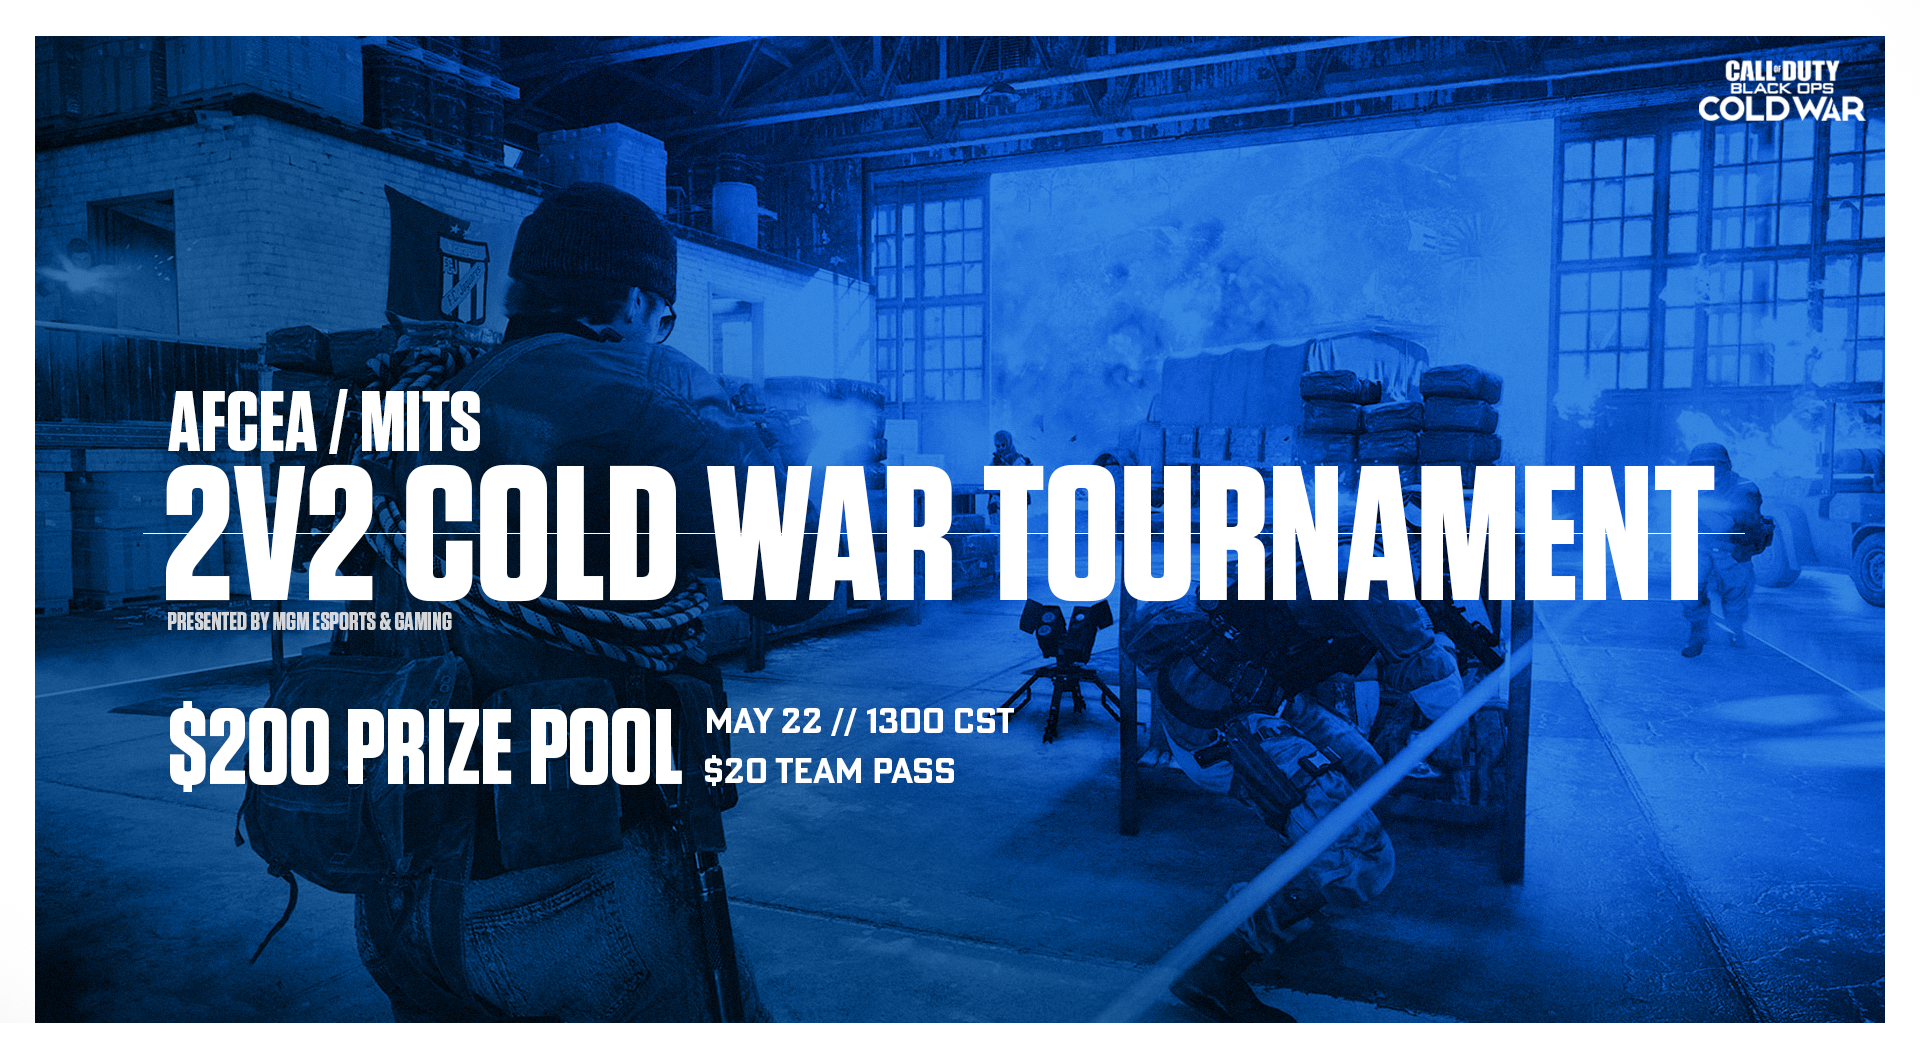 CALL OF DUTY
BLACK OPS
COLD WAR
AFCEA / MITS
2V2 COLD WAR TOURNAMENT
PRESENTED BY MGM ESPORTS & GAMING
$200 PRIZE POOL
MAY 22 // 1300 CST
$20 TEAM PASS